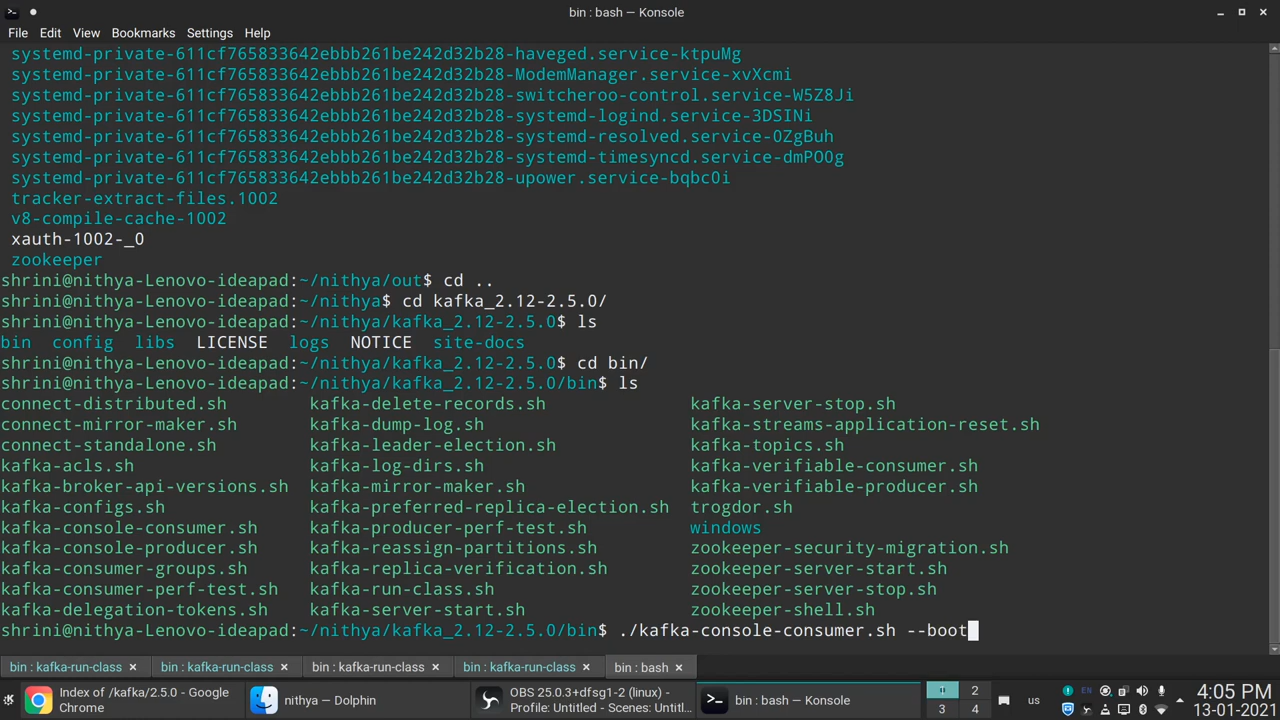 bin : bash — Konsole
File Edit View Bookmarks Settings Help
systemd-private-611cf765833642ebbb261be242d32b28-haveged.service-ktpuMg
systemd-private-611cf765833642ebbb261be242d32b28-ModemManager.service-xvXcmi
systemd-private-611cf765833642ebbb261be242d32b28-switcheroo-control.service-W5Z8Ji
systemd-private-611cf765833642ebbb261be242d32b28-systemd-logind.service-3DSINi
systemd-private-611cf765833642ebbb261be242d32b28-systemd-resolved.service-0ZgBuh
systemd-private-611cf765833642ebbb261be242d32b28-systemd-timesyncd.service-dmPO0g
systemd-private-611cf765833642ebbb261be242d32b28-upower.service-bqbcOi
tracker-extract-files.1002
v8-compile-cache-1002
xauth-1002-_0
zookeeper
shrini@nithya-Lenovo-ideapad:~/nithya/out$ cd ..
shrini@nithya-Lenovo-ideapad:~/nithya$ cd kafka_2.12-2.5.0/
shrini@nithya-Lenovo-ideapad:~/nithya/kafka_2.12-2.5.0$ ls
bin config libs LICENSE logs NOTICE site-docs
shrini@nithya-Lenovo-ideapad:~/nithya/kafka_2.12-2.5.0$ cd bin/
shrini@nithya-Lenovo-ideapad:~/nithya/kafka_2.12-2.5.0/bin$ ls
connect-distributed.sh kafka-delete-records.sh kafka-server-stop.sh
connect-mirror-maker.sh kafka-dump-log.sh kafka-streams-application-reset.sh
connect-standalone.sh kafka-leader-election.sh kafka-topics.sh
kafka-acls.sh kafka-log-dirs.sh kafka-verifiable-consumer.sh
kafka-broker-api-versions.sh kafka-mirror-maker.sh kafka-verifiable-producer.sh
kafka-configs.sh kafka-preferred-replica-election.sh trogdor.sh
kafka-console-consumer.sh kafka-producer-perf-test.sh windows
kafka-console-producer.sh kafka-reassign-partitions.sh zookeeper-security-migration.sh
kafka-consumer-groups.sh kafka-replica-verification.sh zookeeper-server-start.sh
kafka-consumer-perf-test.sh kafka-run-class.sh zookeeper-server-stop.sh
kafka-delegation-tokens.sh kafka-server-start.sh zookeeper-shell.sh
shrini@nithya-Lenovo-ideapad:~/nithya/kafka_2.12-2.5.0/bin$ ./kafka-console-consumer.sh --boot
bin : kafka-run-class bin : kafka-run-class bin : kafka-run-class bin : kafka-run-class bin : bash
Index of /kafka/2.5.0 - Google Chrome
nithya — Dolphin
OBS 25.0.3+dfsg1-2 (linux) - Profile: Untitled - Scenes: Untitl...
bin : bash — Konsole
1 2
3 4
EN
us
4:05 PM
13-01-2021